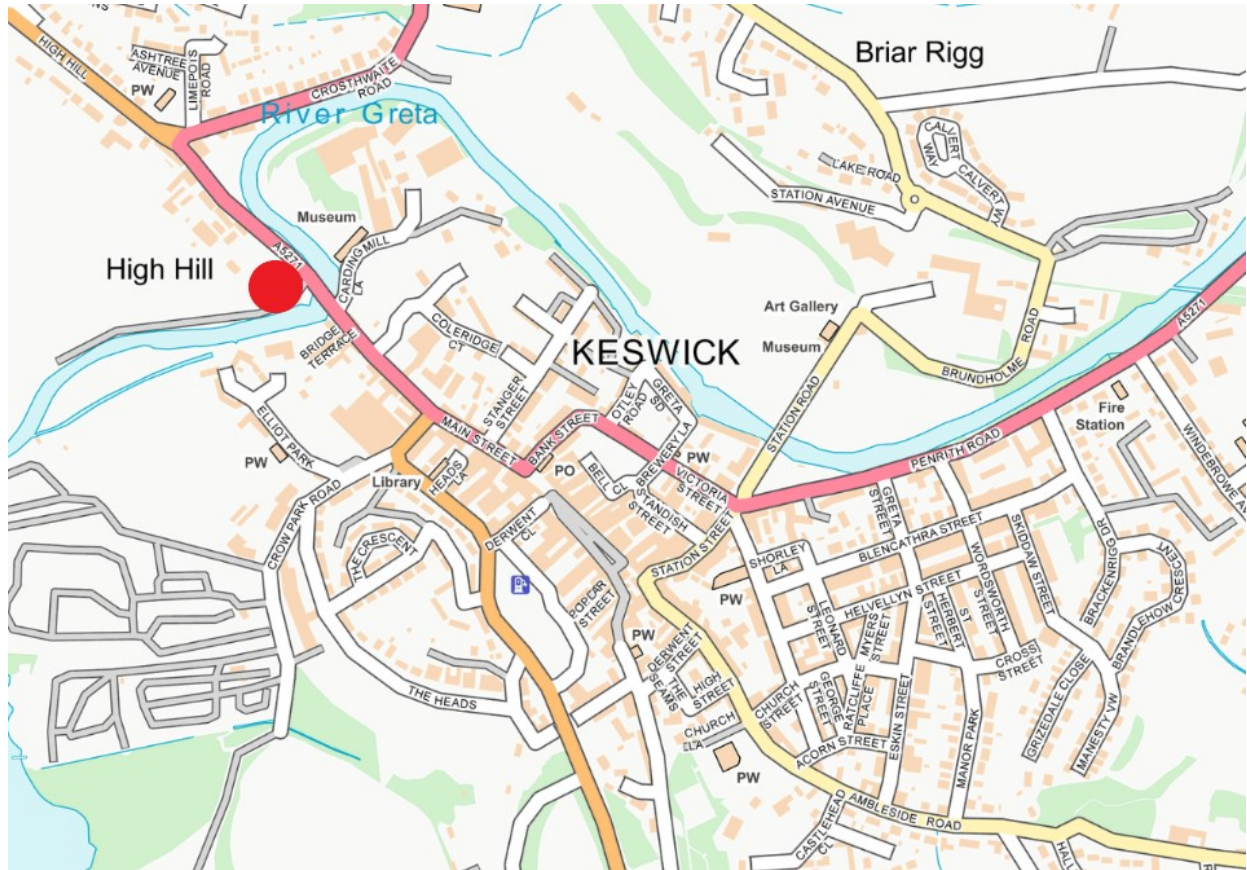 HIGH HILL
ASHTREE
AVENUE
LIMEPOTS
ROAD
PW
CROSTHWAITE
ROAD
River Greta
Briar Rigg
CALVERT
WAY
CALVERT WY
LAKE ROAD
STATION AVENUE
Museum
A5271
CARDINGMILL
LA
High Hill
BRIDGE
TERRACE
COLERIDGE
CT
Art Gallery
Museum
KESWICK
STANGER
STREET
OTLEY
ROAD
GRETA
SD
STATION ROAD
BRUNDHOLME
ROAD
A5271
Fire
Station
WINDEBROWE AV
PENRITH ROAD
ELLIOT PARK
PW
MAIN STREET
BANK STREET
PO
BREWERY LA
PW
VICTORIA
STREET
BELL CL
STANDISH
STREET
Library
HEADS
LA
CROW PARK ROAD
DERWENT
CL
THE CRESCENT
POPCAR
STREET
STATION STREET
PW
SHORLEY
LA
GRETA
STREET
BLENCATHRA STREET
SKIDDAW STREET
WORDSWORTH
STREET
HELVELLYN STREET
HERBERT
ST
LEONARD
STREET
MYERS
STREET
BRACKENRIGG DR
BRANDLEHOW CRESCENT
CROSS
STREET
THE HEADS
PW
DERWENT
STREET
THE
SEAMS
HIGH
STREET
CHURCH
LA
CHURCH
STREET
GEORGE
STREET
RATCLIFFE
PLACE
ACORN STREET
ESKIN STREET
MANOR PARK
GRIZEDALE CLOSE
MANESTY VW
PW
AMBLESIDE ROAD
CASTLEHEAD
CL
HALL